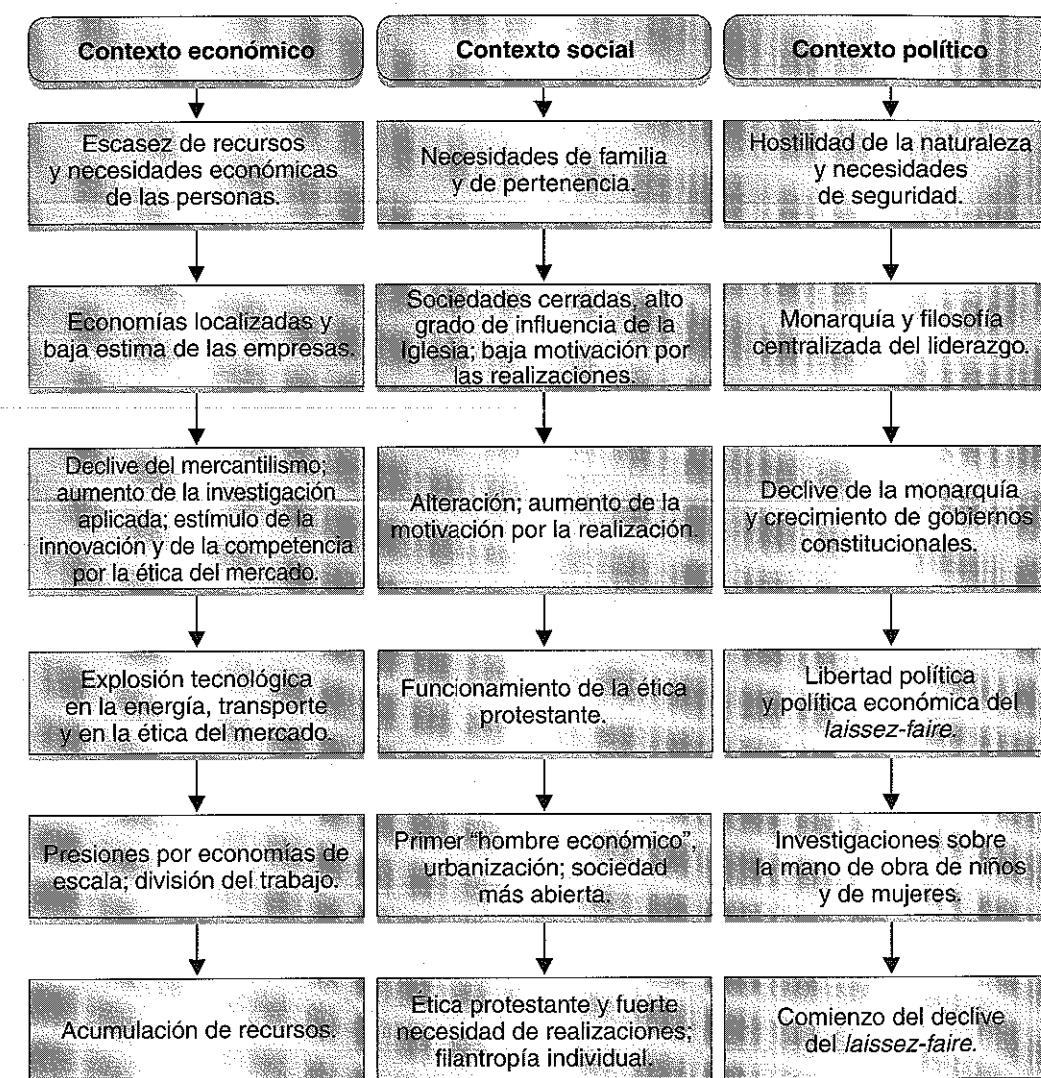 Contexto económico
Contexto social
Contexto político
Escasez de recursos
y necesidades económicas
de las personas.
Necesidades de familia
y de pertenencia.
Hostilidad de la naturaleza
y necesidades
de seguridad.
Economías localizadas y
baja estima de las empresas.
Sociedades cerradas, alto
grado de influencia de la
Iglesia; baja motivación por
las realizaciones.
Monarquía y filosofía
centralizada del liderazgo.
Declive del mercantilismo;
aumento de la investigación
aplicada; estímulo de la
innovación y de la competencia
por la ética del mercado.
Alteración; aumento de la
motivación por la realización.
Declive de la monarquía
y crecimiento de gobiernos
constitucionales.
Explosión tecnológica
en la energía, transporte
y en la ética del mercado.
Funcionamiento de la ética
protestante.
Libertad política
y política económica del
laissez-faire.
Presiones por economías de
escala; división del trabajo.
Primer "hombre económico",
urbanización; sociedad
más abierta.
Investigaciones sobre
la mano de obra de niños
y de mujeres.
Acumulación de recursos.
Ética protestante y fuerte
necesidad de realizaciones;
filantropía individual.
Comienzo del declive
del laissez-faire.